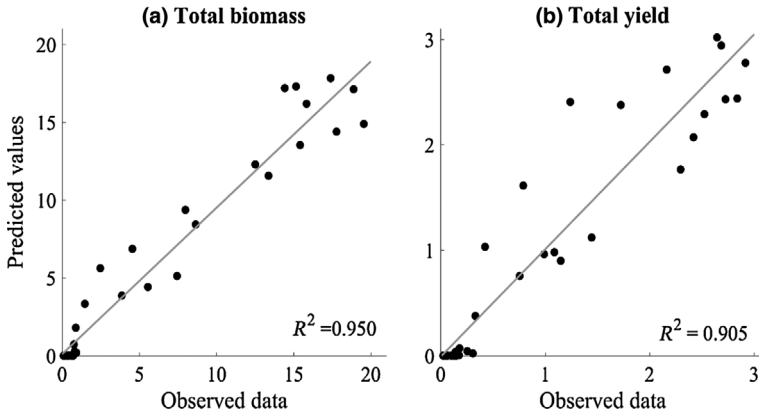 (a) Total biomass
20
15
10
5
0
0 5 10 15 20
Predicted values
Observed data
R² =0.950
(b) Total yield
3
2
1
0
0 1 2 3
Observed data
R² =0.905